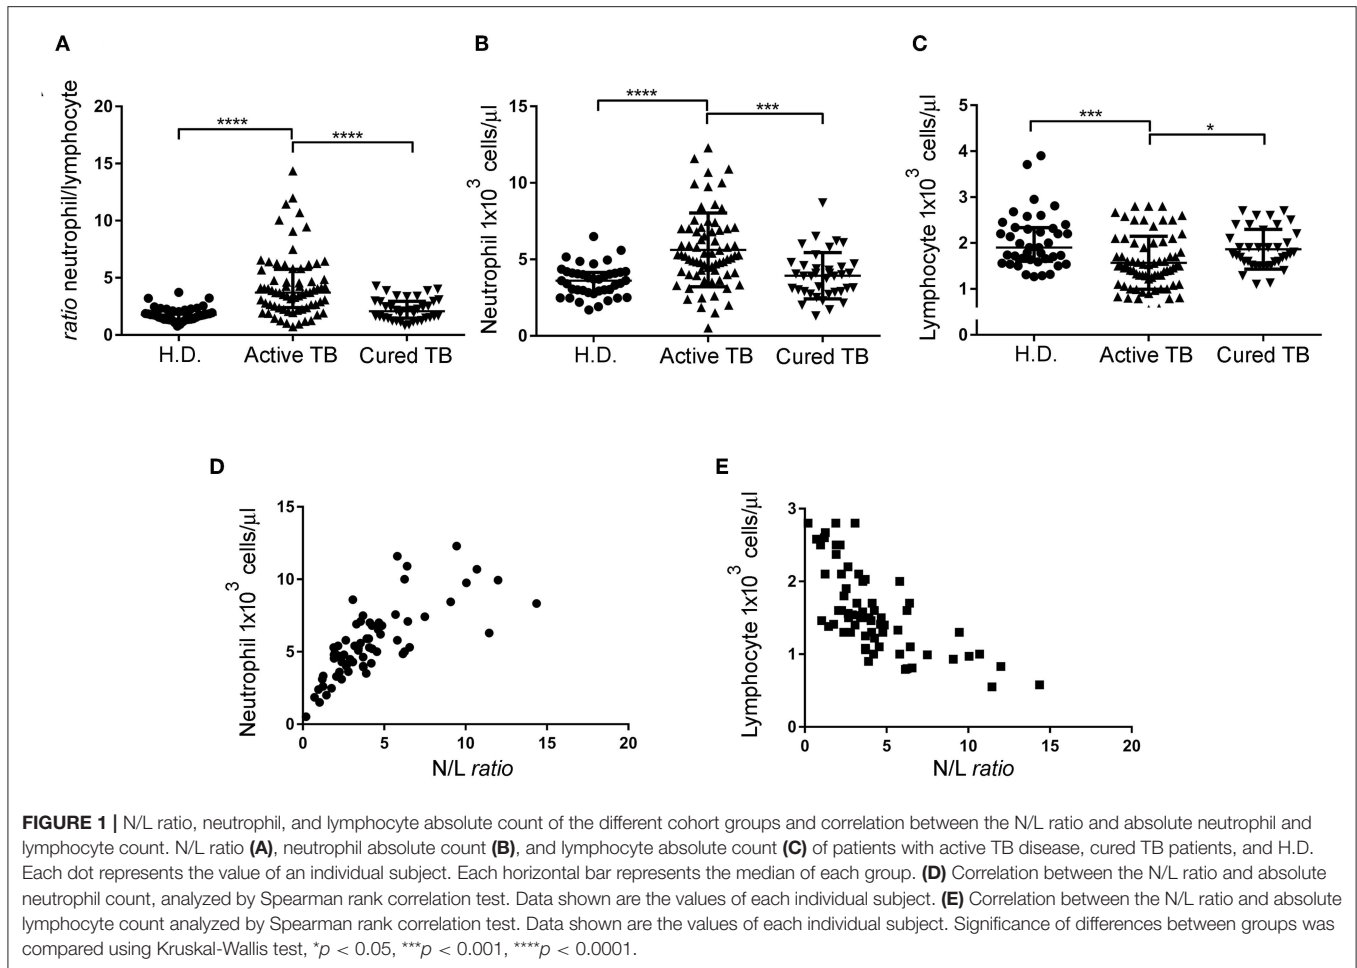 A
B
C
ratio neutrophil/lymphocyte
20
15
10
5
0
****
****
H.D.
Active TB
Cured TB
Neutrophil 1x10³ cells/µl
15
10
5
0
****
***
H.D.
Active TB
Cured TB
Lymphocyte 1x10³ cells/µl
5
4
3
2
1
0
***
*
H.D.
Active TB
Cured TB
D
E
Neutrophil 1x10³ cells/µl
15
10
5
0
0
5
10
15
20
N/L ratio
Lymphocyte 1x10³ cells/µl
3
2
1
0
0
5
10
15
20
N/L ratio
FIGURE 1 | N/L ratio, neutrophil, and lymphocyte absolute count of the different cohort groups and correlation between the N/L ratio and absolute neutrophil and
lymphocyte count. N/L ratio (A), neutrophil absolute count (B), and lymphocyte absolute count (C) of patients with active TB disease, cured TB patients, and H.D.
Each dot represents the value of an individual subject. Each horizontal bar represents the median of each group. (D) Correlation between the N/L ratio and absolute
neutrophil count, analyzed by Spearman rank correlation test. Data shown are the values of each individual subject. (E) Correlation between the N/L ratio and absolute
lymphocyte count analyzed by Spearman rank correlation test. Data shown are the values of each individual subject. Significance of differences between groups was
compared using Kruskal-Wallis test, *p < 0.05, ***p < 0.001, ****p < 0.0001.